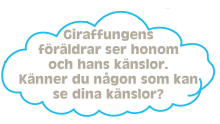 Giraffungens
föräldrar ser honom
och hans känslor.
Känner du någon som kan
se dina känslor?